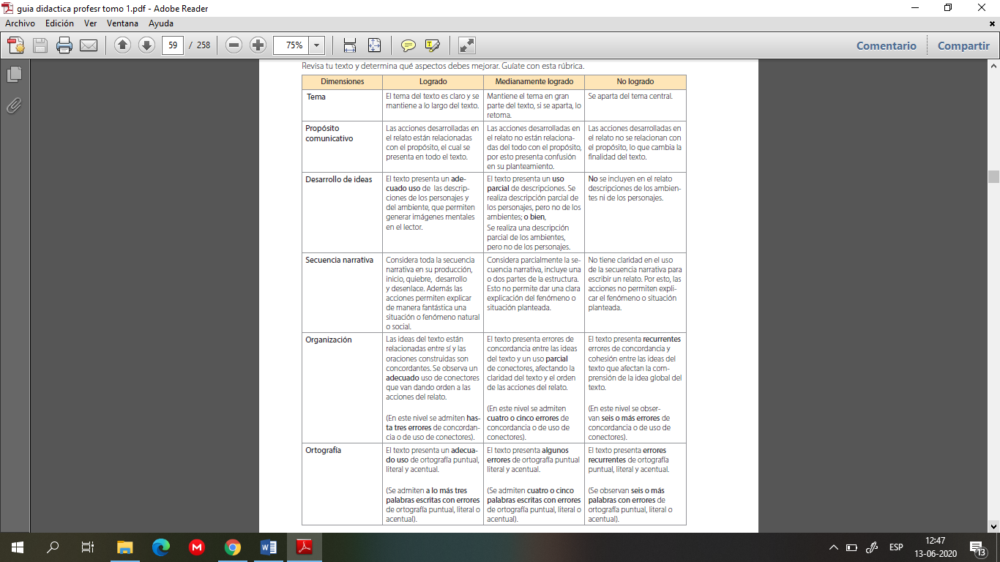 guia didactica profesr tomo 1.pdf - Adobe Reader
Archivo Edición Ver Ventana Ayuda
59 / 258 75% Comentario Compartir
Revisa tu texto y determina qué aspectos debes mejorar. Guíate con esta rúbrica.
Dimensiones Logrado Medianamente logrado No logrado
Tema
El tema del texto es claro y se
mantiene a lo largo del texto.
Mantiene el tema en gran
parte del texto, si se aparta, lo
retoma.
Se aparta del tema central.
Propósito
comunicativo
Las acciones desarrolladas en
el relato están relacionadas
con el propósito, el cual se
presenta en todo el texto.
Las acciones desarrolladas en
el relato no están relaciona-
das del todo con el propósito,
por esto presenta confusión
en su planteamiento.
Las acciones desarrolladas en
el relato no se relacionan con
el propósito, lo que cambia la
finalidad del texto.
Desarrollo de ideas
El texto presenta un ade-
cuado uso de las descrip-
ciones de los personajes y
del ambiente, que permiten
generar imágenes mentales
en el lector.
El texto presenta un uso
parcial de descripciones. Se
realiza descripción parcial de
los personajes, pero no de los
ambientes; o bien,
Se realiza una descripción
parcial de los ambientes,
pero no de los personajes.
No se incluyen en el relato
descripciones de los ambien-
tes ni de los personajes.
Secuencia narrativa
Considera toda la secuencia
narrativa en su producción,
inicio, quiebre, desarrollo
y desenlace. Además las
acciones permiten explicar
de manera fantástica una
situación o fenómeno natural
o social.
Considera parcialmente la se-
cuencia narrativa, incluye una
o dos partes de la estructura.
Esto no permite dar una clara
explicación del fenómeno o
situación planteada.
No tiene claridad en el uso
de la secuencia narrativa para
escribir un relato. Por esto, las
acciones no permiten expli-
car el fenómeno o situación
planteada.
Organización
Las ideas del texto están
relacionadas entre sí y las
oraciones construidas son
concordantes. Se observa un
adecuado uso de conectores
que van dando orden a las
acciones del relato.
(En este nivel se admiten has-
ta tres errores de concordan-
cia o de uso de conectores).
El texto presenta errores de
concordancia entre las ideas
del texto y un uso parcial
de conectores, afectando la
claridad del texto y el orden
de las acciones del relato.
(En este nivel se admiten
cuatro o cinco errores de
concordancia o de uso de
conectores).
El texto presenta recurrentes
errores de concordancia y
cohesión entre las ideas del
texto que afectan la com-
prensión de la idea global del
texto.
(En este nivel se obser-
van seis o más errores de
concordancia o de uso de
conectores).
Ortografía
El texto presenta un adecua-
do uso de ortografía puntual,
literal y acentual.
(Se admiten a lo más tres
palabras escritas con errores
de ortografía puntual, literal o
acentual).
El texto presenta algunos
errores de ortografía puntual
literal y acentual.
(Se admiten cuatro o cinco
palabras escritas con errores
de ortografía puntual, literal o
acentual).
El texto presenta errores
recurrentes de ortografía
puntual, literal y acentual.
(Se observan seis o más
palabras con errores de
ortografía puntual, literal o
acentual).
ESP
12:47
13-06-2020
13